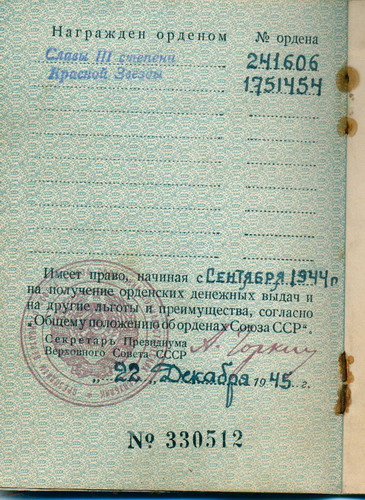 Награжден орденом № ордена
Славы III степени 241606
Красной Звезды 1751454
Имеет право, начиная с Сентября 1944 г
на получение орденских денежных выдач и
на другие льготы и преимущества, согласно
„Общему положению об орденах Союза ССР“.
Секретарь Президиума
Верховного Совета СССР А. Горкин
„22“ Декабря 1945 г.
№ 330512